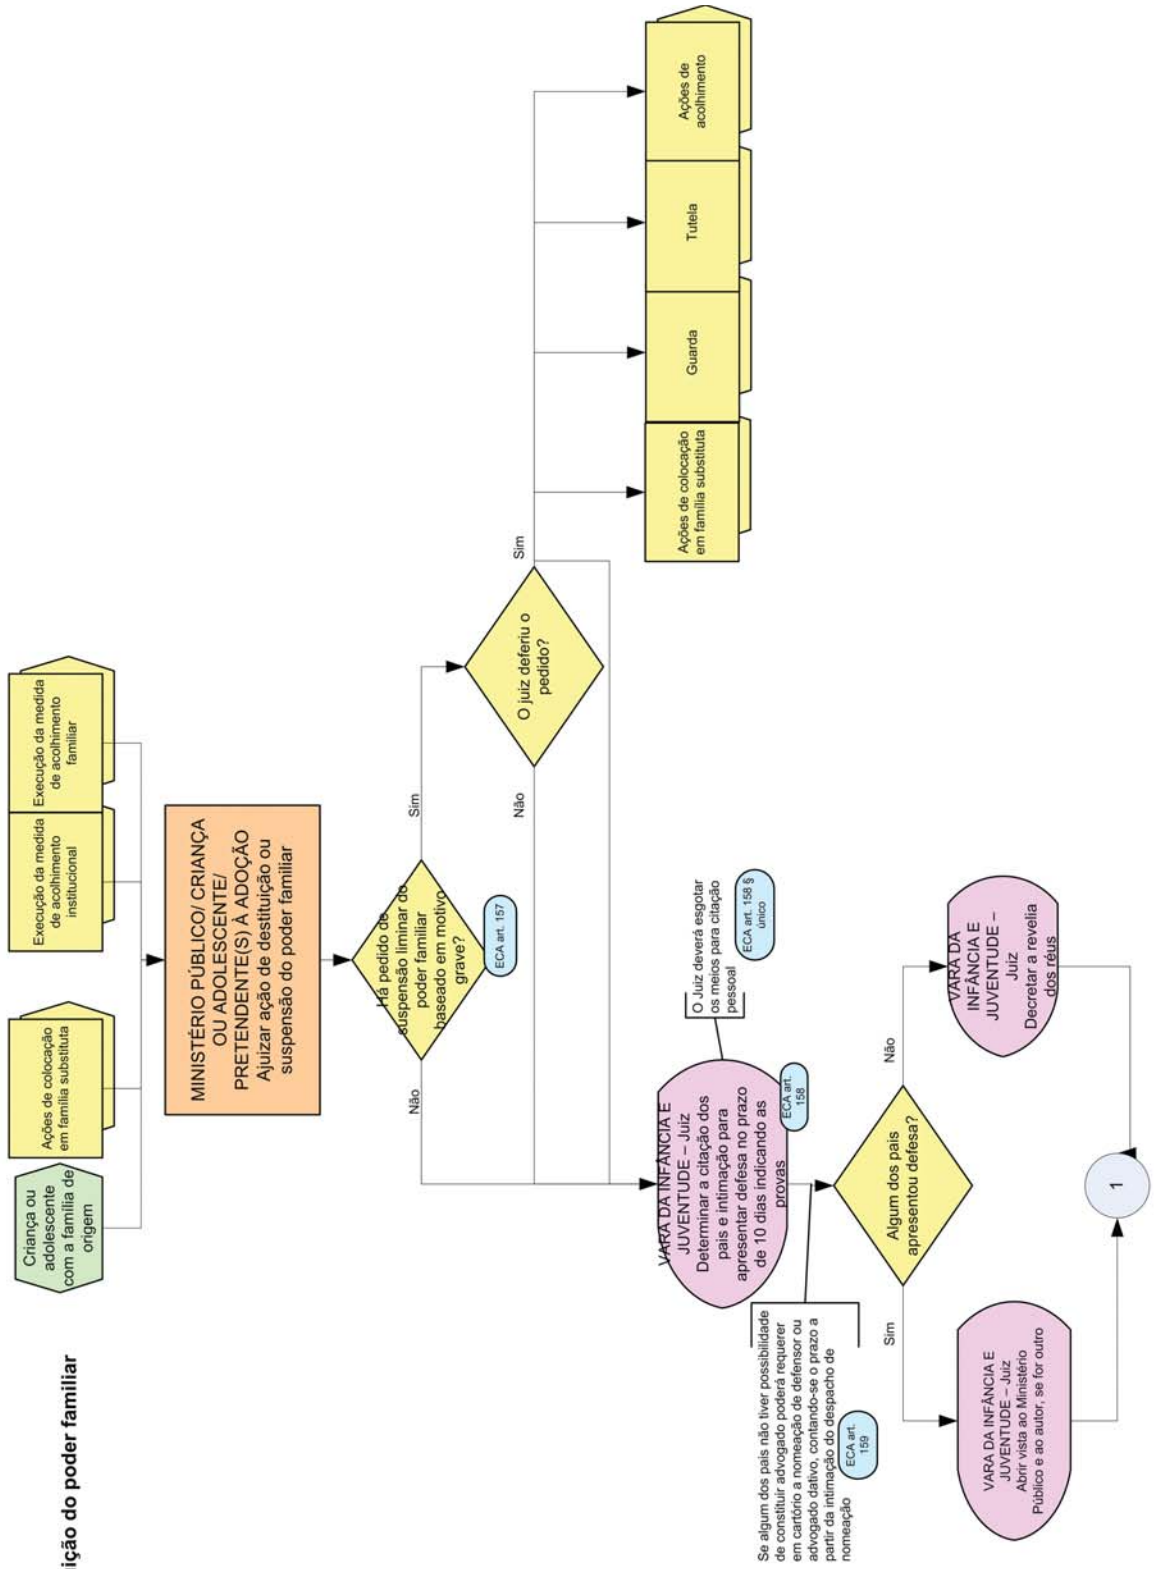 ição do poder familiar
Criança ou
adolescente
com a família de
origem
Ações de colocação
em família substituta
Execução da medida
de acolhimento
institucional
Execução da medida
de acolhimento
familiar
MINISTÉRIO PÚBLICO/ CRIANÇA
OU ADOLESCENTE/
PRETENDENTE(S) À ADOÇÃO
Ajuizar ação de destituição ou
suspensão do poder familiar
Há pedido de
suspensão liminar do
poder familiar
baseado em motivo
grave?
ECA art. 157
Não
Sim
O juiz deferiu o
pedido?
Não
Sim
Ações de colocação
em família substituta
Guarda
Tutela
Ações de
acolhimento
VARA DA INFÂNCIA E
JUVENTUDE – Juiz
Determinar a citação dos
pais e intimação para
apresentar defesa no prazo
de 10 dias indicando as
provas
ECA art.
158
O Juiz deverá esgotar
os meios para citação
pessoal
ECA art. 158 §
único
Se algum dos pais não tiver possibilidade
de constituir advogado poderá requerer
em cartório a nomeação de defensor ou
advogado dativo, contando-se o prazo a
partir da intimação do despacho de
nomeação
ECA art.
159
Algum dos pais
apresentou defesa?
Sim
Não
VARA DA INFÂNCIA E
JUVENTUDE – Juiz
Abrir vista ao Ministério
Público e ao autor, se for outro
VARA DA
INFÂNCIA E
JUVENTUDE –
Juiz
Decretar a revelia
dos réus
1